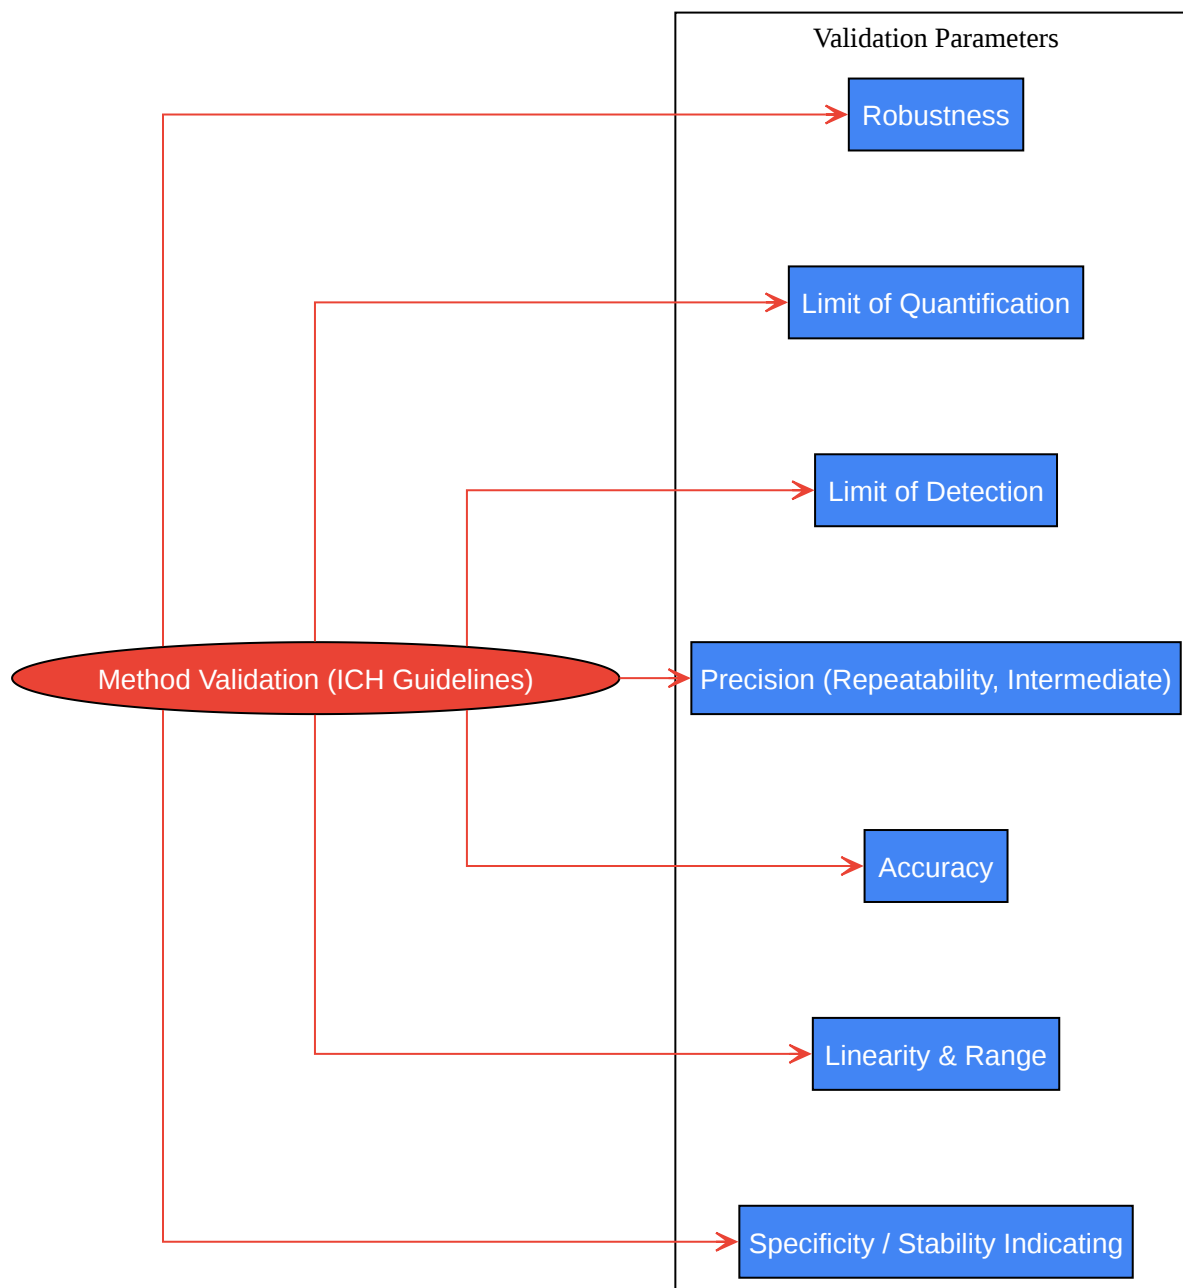 Validation Parameters
Robustness
Limit of Quantification
Limit of Detection
Method Validation (ICH Guidelines)
Precision (Repeatability, Intermediate)
Accuracy
Linearity & Range
Specificity / Stability Indicating